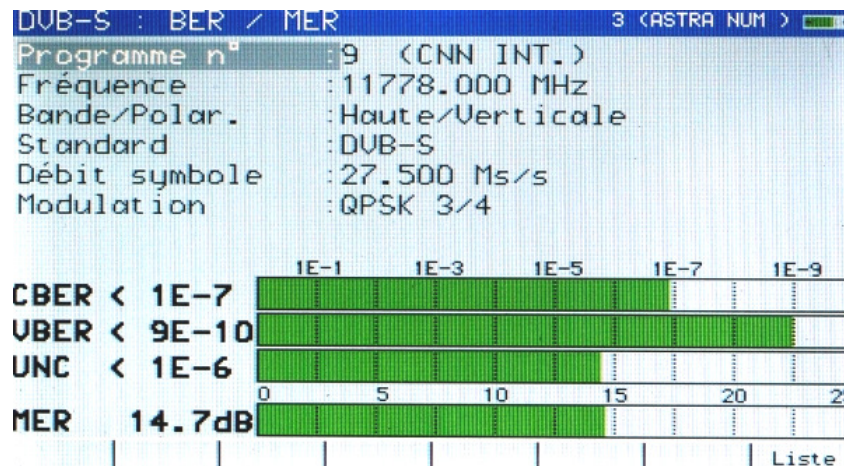 DVB-S : BER / MER 3 (ASTRA NUM )
Programme n° :9 (CNN INT.)
Fréquence :11778.000 MHz
Bande/Polar. :Haute/Verticale
Standard :DVB-S
Débit symbole :27.500 Ms/s
Modulation :QPSK 3/4
1E-1 1E-3 1E-5 1E-7 1E-9
CBER < 1E-7
VBER < 9E-10
UNC < 1E-6
0 5 10 15 20
MER 14.7dB
Liste